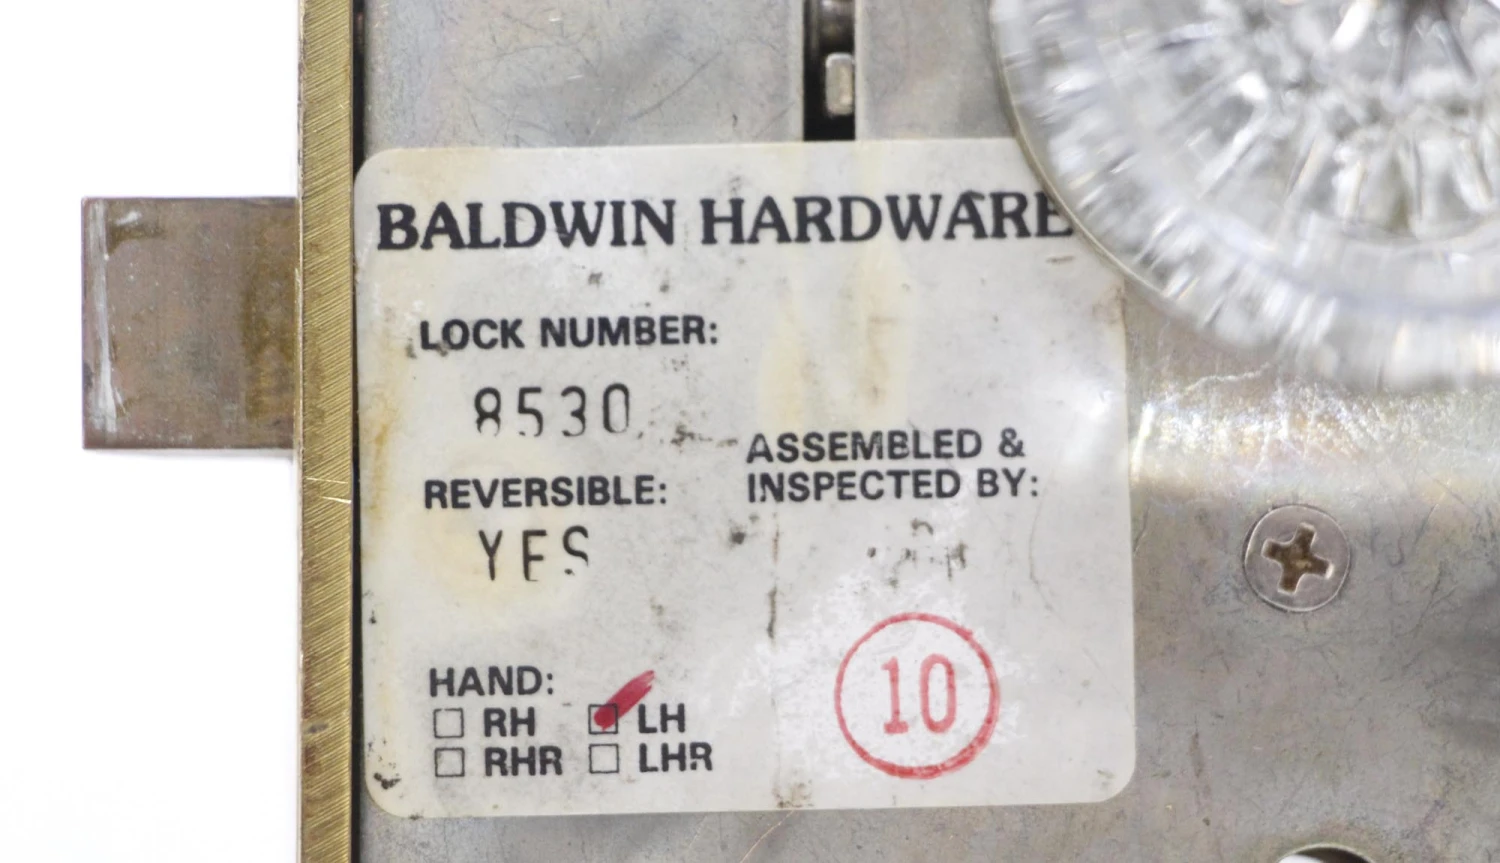 BALDWIN HARDWARE
LOCK NUMBER:
8530
REVERSIBLE:
YES
ASSEMBLED &
INSPECTED BY:
10
HAND:
☐ RH ☑ LH
☐ RHR ☐ LHR